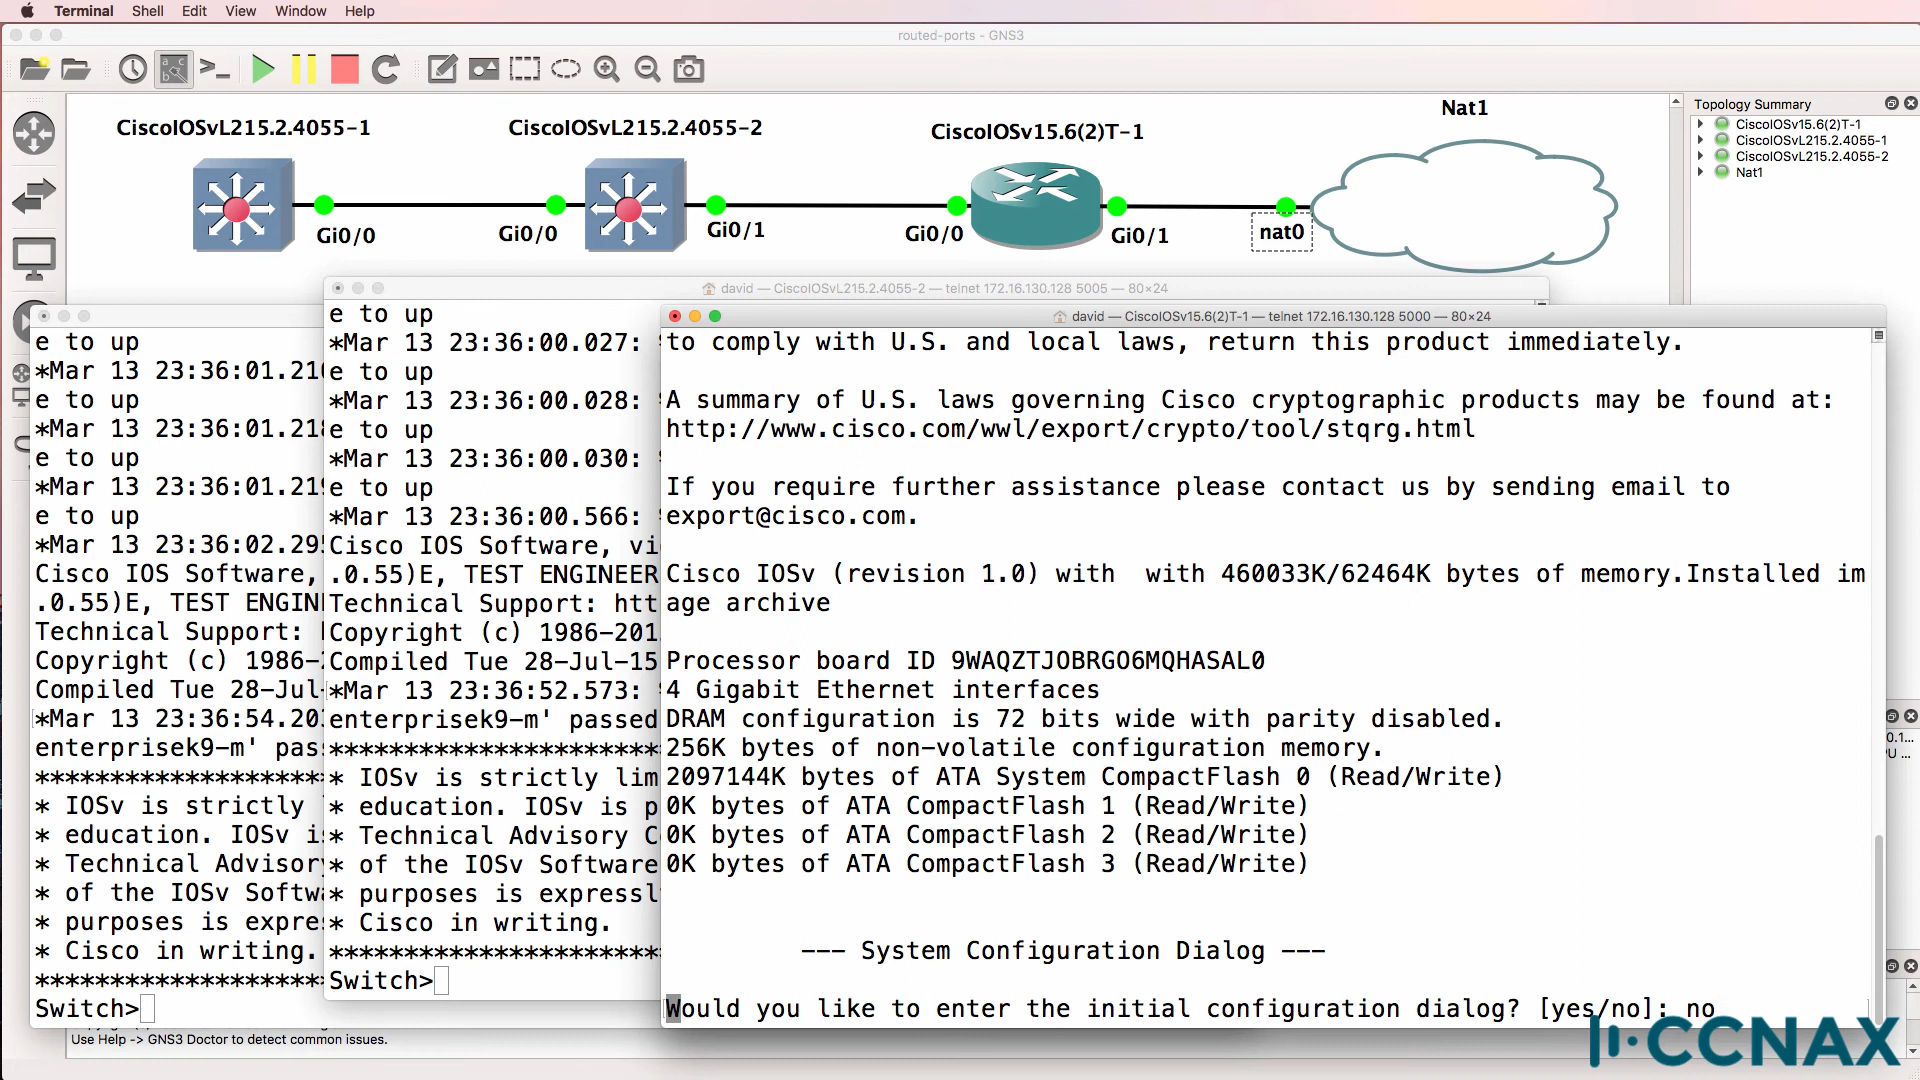 Terminal Shell Edit View Window Help
routed-ports - GNS3
CiscoIOSvL215.2.4055-1
CiscoIOSvL215.2.4055-2
CiscoIOSv15.6(2)T-1
Nat1
Gi0/0
Gi0/0
Gi0/1
Gi0/0
Gi0/1
nat0
Topology Summary
CiscoIOSv15.6(2)T-1
CiscoIOSvL215.2.4055-1
CiscoIOSvL215.2.4055-2
Nat1
e to up
*Mar 13 23:36:01.210
e to up
*Mar 13 23:36:01.218
e to up
*Mar 13 23:36:01.219
e to up
*Mar 13 23:36:02.295
Cisco IOS Software,
.0.55)E, TEST ENGIN
Technical Support:
Copyright (c) 1986-
Compiled Tue 28-Jul-
*Mar 13 23:36:54.20
enterprisek9-m' pas
********************
* IOSv is strictly
* education. IOSv is
* Technical Advisory
* of the IOSv Softwa
* purposes is expres
* Cisco in writing.
********************
Switch>
david — CiscoIOSvL215.2.4055-2 — telnet 172.16.130.128 5005 — 80×24
e to up
*Mar 13 23:36:00.027:
e to up
*Mar 13 23:36:00.028:
e to up
*Mar 13 23:36:00.030:
e to up
*Mar 13 23:36:00.566:
Cisco IOS Software, vi
.0.55)E, TEST ENGINEER
Technical Support: htt
Copyright (c) 1986-201
Compiled Tue 28-Jul-15
*Mar 13 23:36:52.573:
enterprisek9-m' passed
**********************
* IOSv is strictly lim
* education. IOSv is p
* Technical Advisory C
* of the IOSv Software
* purposes is expressl
* Cisco in writing.
**********************
Switch>
david — CiscoIOSv15.6(2)T-1 — telnet 172.16.130.128 5000 — 80×24
to comply with U.S. and local laws, return this product immediately.
A summary of U.S. laws governing Cisco cryptographic products may be found at:
http://www.cisco.com/wwl/export/crypto/tool/stqrg.html
If you require further assistance please contact us by sending email to
export@cisco.com.
Cisco IOSv (revision 1.0) with  with 460033K/62464K bytes of memory.Installed im
age archive
Processor board ID 9WAQZTJOBRGO6MQHASAL0
4 Gigabit Ethernet interfaces
DRAM configuration is 72 bits wide with parity disabled.
256K bytes of non-volatile configuration memory.
2097144K bytes of ATA System CompactFlash 0 (Read/Write)
0K bytes of ATA CompactFlash 1 (Read/Write)
0K bytes of ATA CompactFlash 2 (Read/Write)
0K bytes of ATA CompactFlash 3 (Read/Write)
--- System Configuration Dialog ---
Would you like to enter the initial configuration dialog? [yes/no]: no
Use Help -> GNS3 Doctor to detect common issues.
0.1...
PU ...
CCNAX